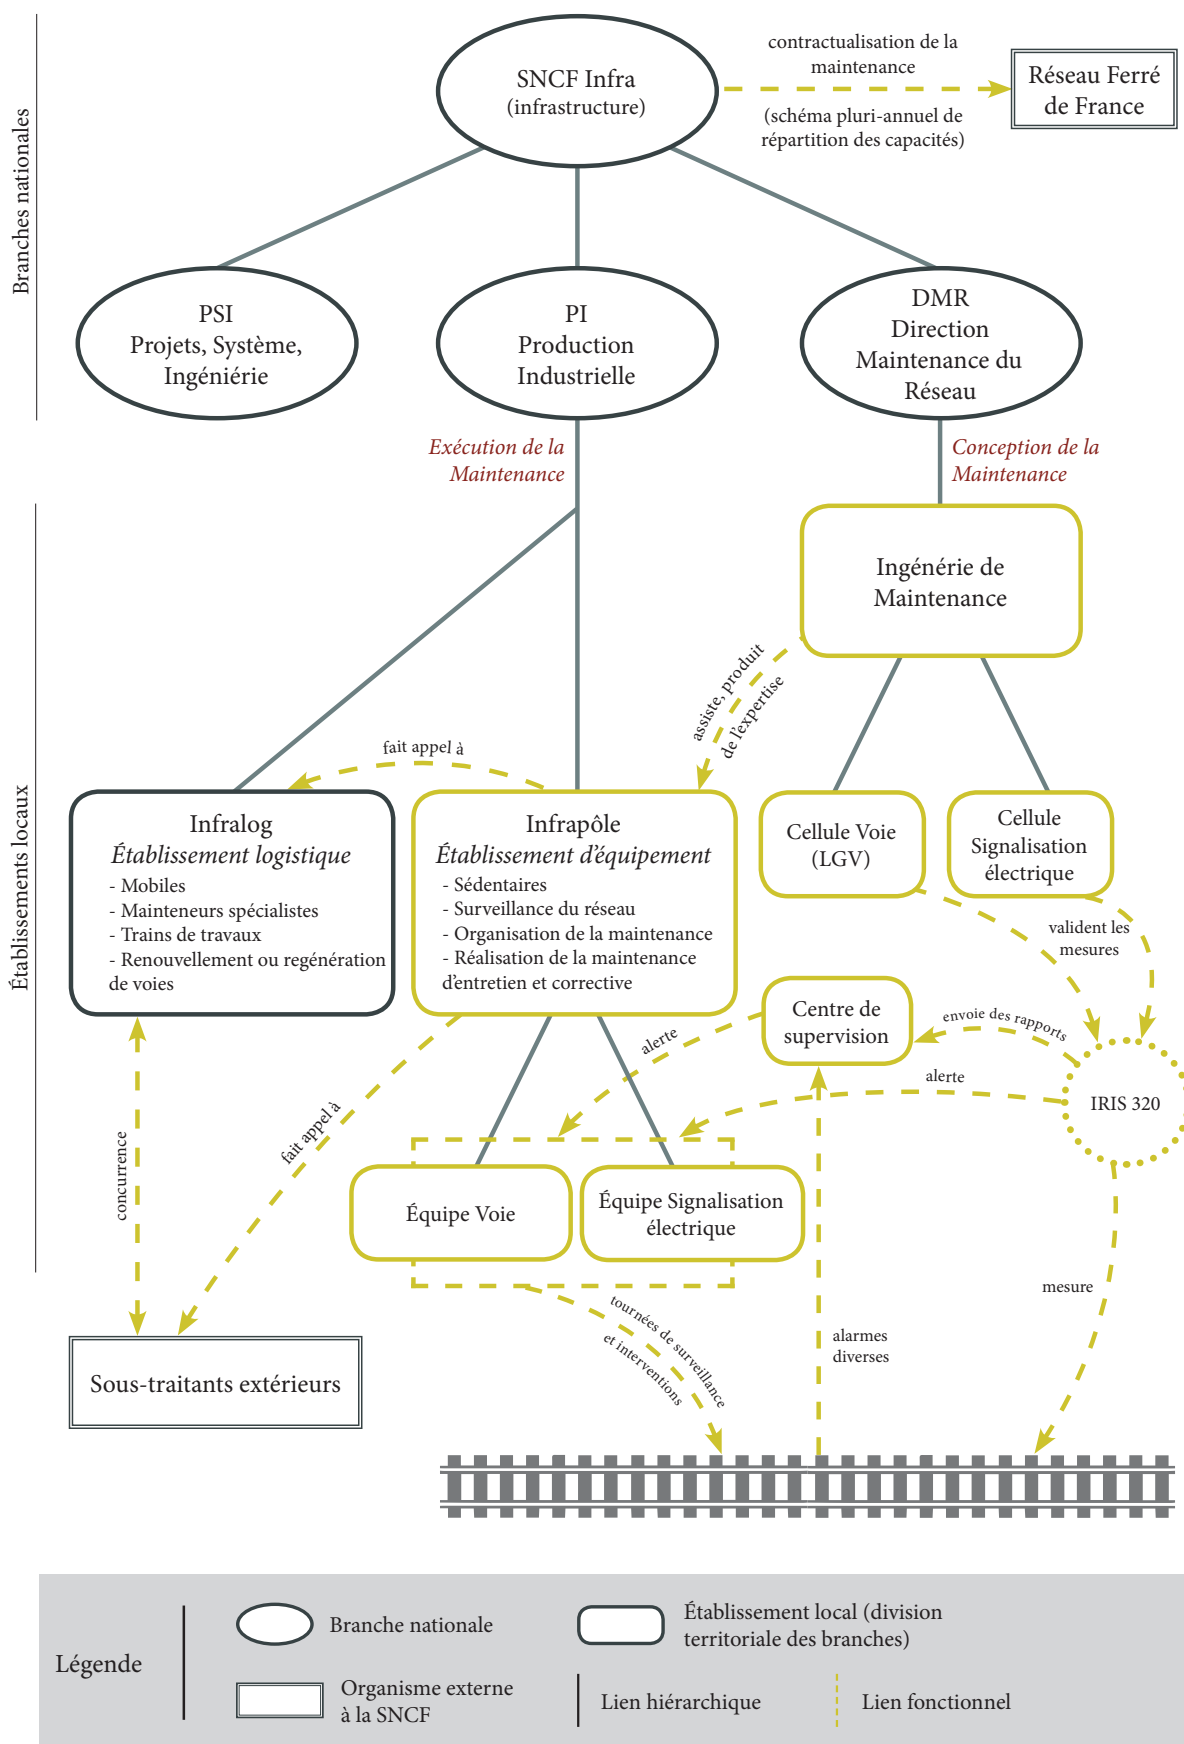 Branches nationales
SNCF Infra
(infrastructure)
contractualisation de la
maintenance
(schéma pluri-annuel de
répartition des capacités)
Réseau Ferré
de France
PSI
Projets, Système,
Ingéniérie
PI
Production
Industrielle
DMR
Direction
Maintenance du
Réseau
Exécution de la
Maintenance
Conception de la
Maintenance
Établissements locaux
Ingénérie de
Maintenance
assiste, produit
de l'expertise
fait appel à
Infralog
Établissement logistique
- Mobiles
- Mainteneurs spécialistes
- Trains de travaux
- Renouvellement ou regénération
de voies
Infrapôle
Établissement d'équipement
- Sédentaires
- Surveillance du réseau
- Organisation de la maintenance
- Réalisation de la maintenance
d'entretien et corrective
Cellule Voie
(LGV)
Cellule
Signalisation
électrique
valident les
mesures
Centre de
supervision
envoie des rapports
alerte
alerte
IRIS 320
concurrence
fait appel à
Équipe Voie
Équipe Signalisation
électrique
tournées de surveillance
et interventions
alarmes
diverses
mesure
Sous-traitants extérieurs
Légende
Branche nationale
Établissement local (division
territoriale des branches)
Organisme externe
à la SNCF
Lien hiérarchique
Lien fonctionnel